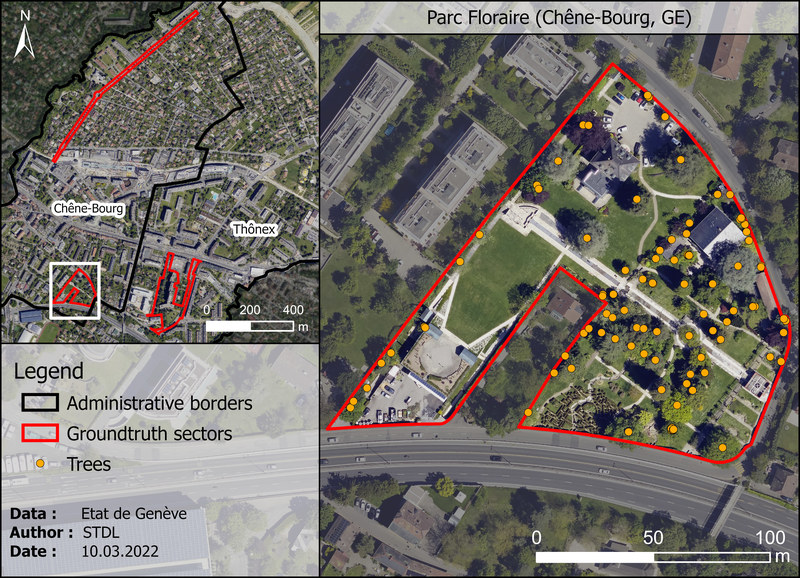 Parc Floraire (Chêne-Bourg, GE)
N
Chêne-Bourg
Thônex
0 200 400
m
Legend
Administrative borders
Groundtruth sectors
Trees
Data : Etat de Genève
Author : STDL
Date : 10.03.2022
0 50 100
m